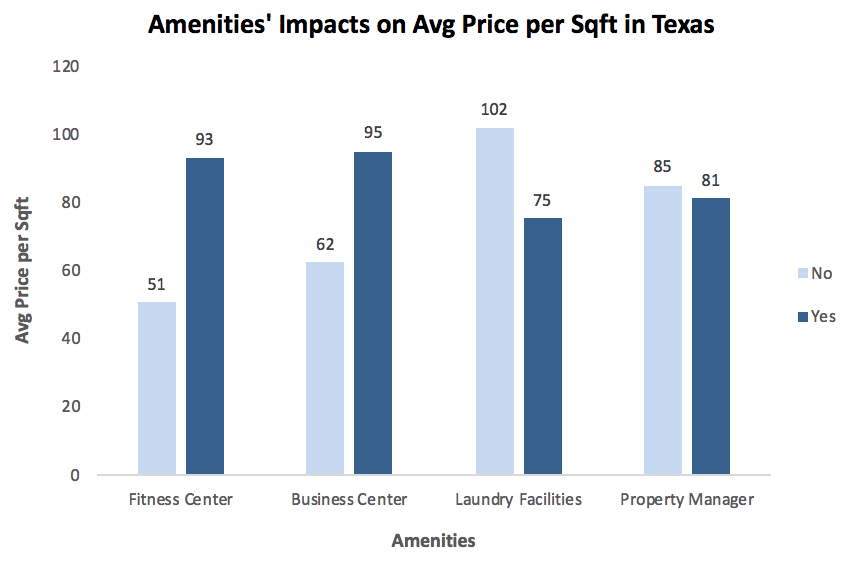 Amenities' Impacts on Avg Price per Sqft in Texas
Avg Price per Sqft
120
100
80
60
40
20
0
51
93
62
95
102
75
85
81
Fitness Center
Business Center
Laundry Facilities
Property Manager
Amenities
No
Yes